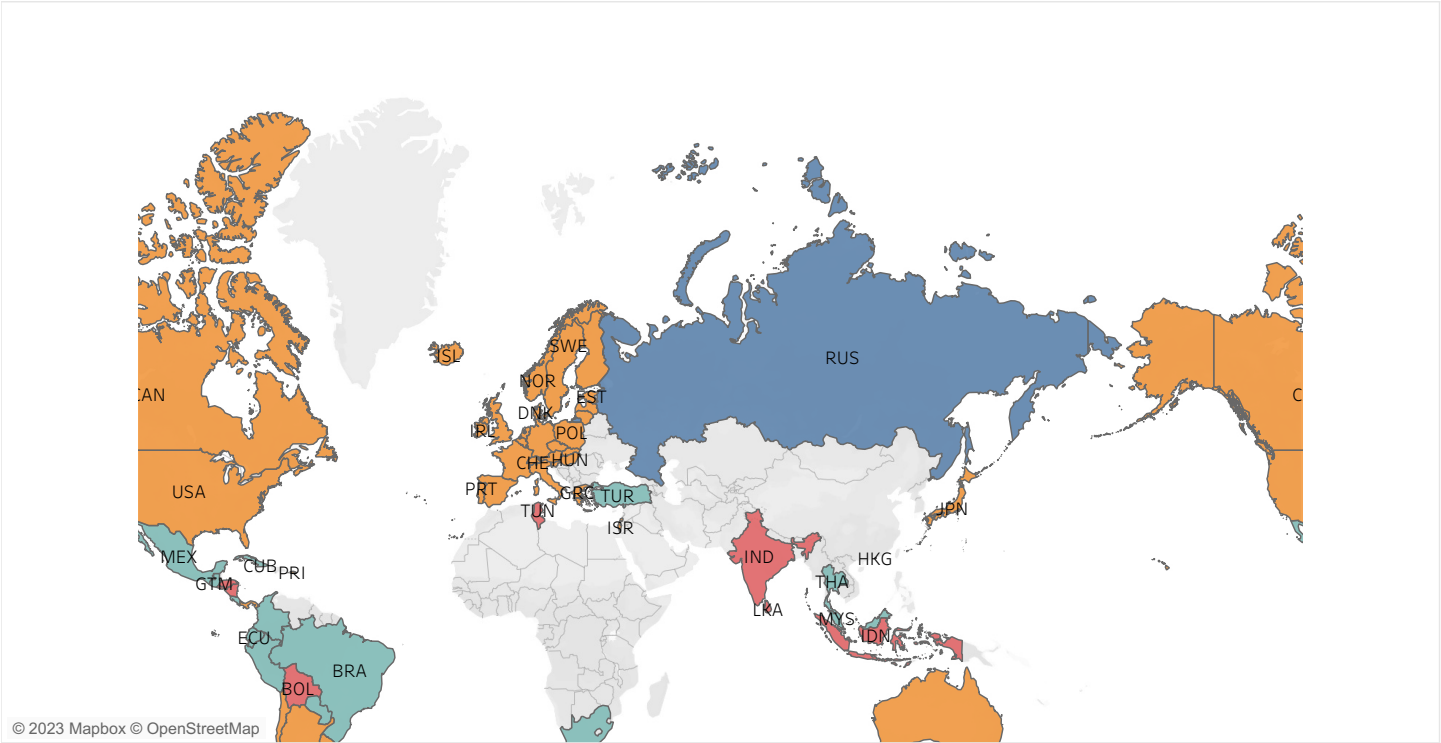 ISL
SWE
RUS
NOR
CAN
EST
C
DNK
IRL
POL
CHE
HUN
PRT
USA
GRC
TUR
TUN
JPN
ISR
MEX
IND
HKG
CUB
PRI
GTM
THA
LKA
MYS
ECU
IDN
BRA
BOL
© 2023 Mapbox © OpenStreetMap